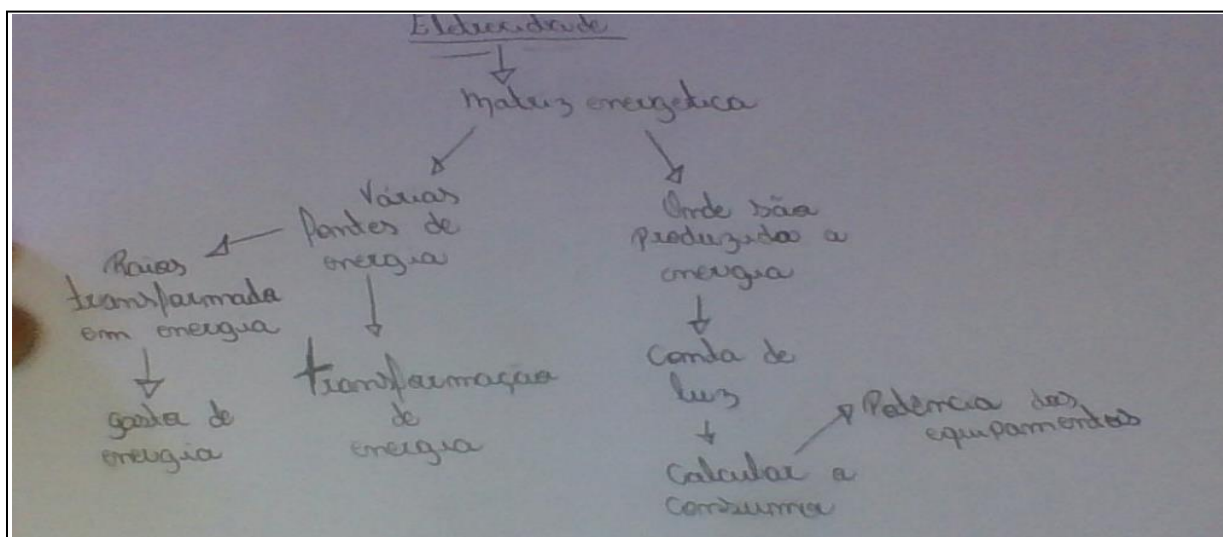 Eletricidade
Matriz energetica
Várias
Fontes de
energia
Raios
transformada
em energia
gasto de
energia
transformação
de
energia
Onde são
produzida a
energia
Conta de
luz
Calcular o
consumo
Potência dos
equipamentos